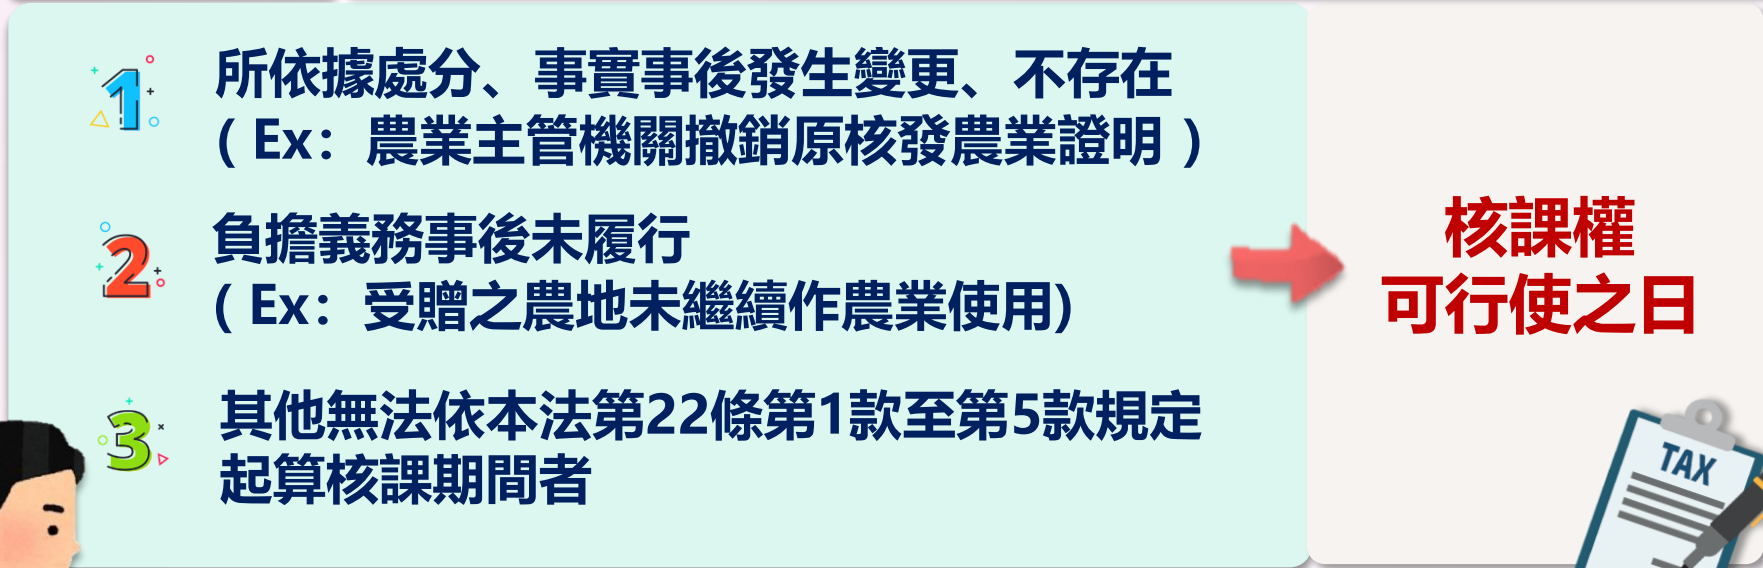 1 所依據處分、事實事後發生變更、不存在
( Ex：農業主管機關撤銷原核發農業證明 )
2 負擔義務事後未履行
( Ex：受贈之農地未繼續作農業使用)
3 其他無法依本法第22條第1款至第5款規定
起算核課期間者
核課權
可行使之日
TAX